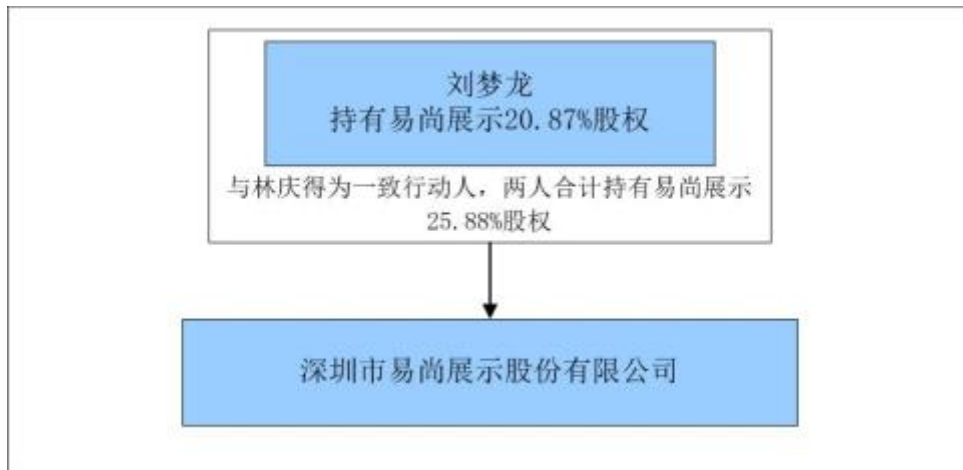 刘梦龙
持有易尚展示20.87%股权
与林庆得为一致行动人，两人合计持有易尚展示
25.88%股权
深圳市易尚展示股份有限公司